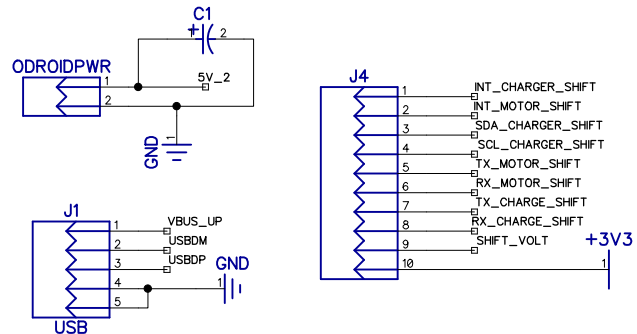 C1
+ 2
ODROIDPWR
1
5V_2
2
1
GND
J1
1 VBUS_UP
2 USBDM
3 USBDP
4
5
USB
GND
1
J4
1 INT_CHARGER_SHIFT
2 INT_MOTOR_SHIFT
3 SDA_CHARGER_SHIFT
4 SCL_CHARGER_SHIFT
5 TX_MOTOR_SHIFT
6 RX_MOTOR_SHIFT
7 TX_CHARGE_SHIFT
8 RX_CHARGE_SHIFT
9 SHIFT_VOLT
10
+3V3
1